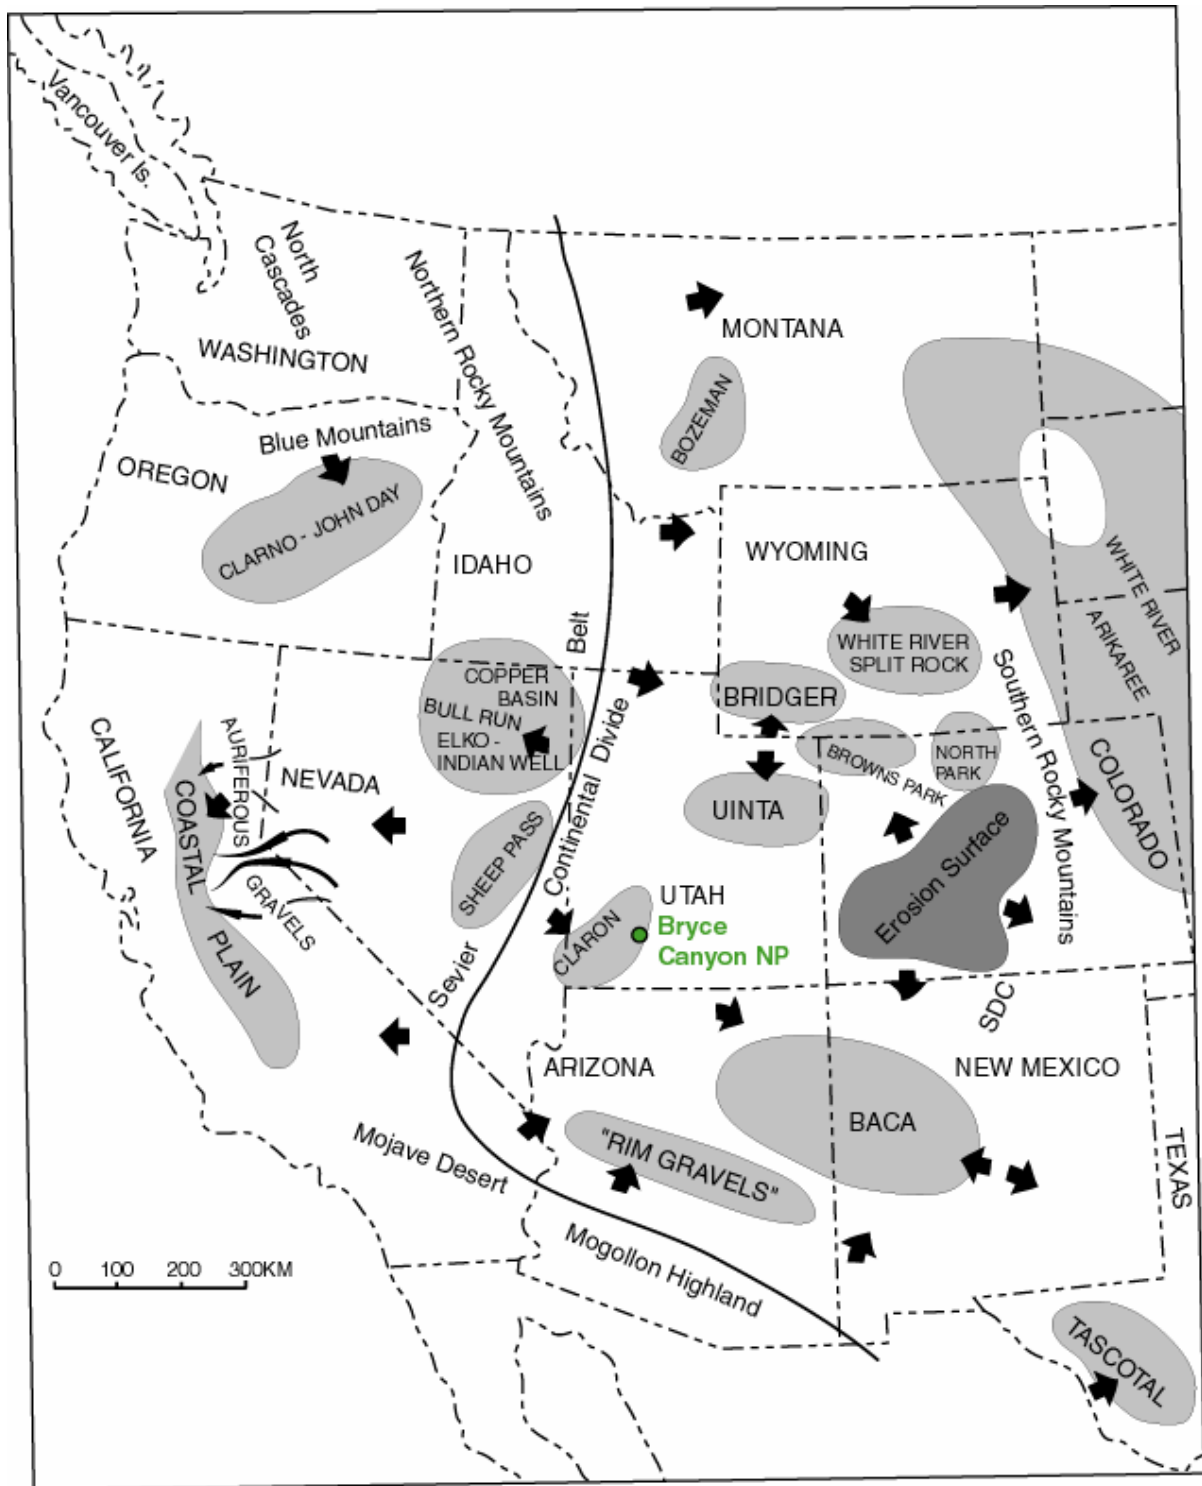 Vancouver Is.
North
Cascades
WASHINGTON
Northern Rocky Mountains
MONTANA
BOZEMAN
Blue Mountains
OREGON
CLARNO - JOHN DAY
IDAHO
WYOMING
WHITE RIVER
ARIKAREE
WHITE RIVER
SPLIT ROCK
Belt
COPPER
BASIN
BULL RUN
ELKO -
INDIAN WELL
BRIDGER
Southern Rocky Mountains
CALIFORNIA
AURIFEROUS
GRAVELS
NEVADA
COASTAL
PLAIN
Continental Divide
BROWNS PARK
NORTH
PARK
COLORADO
UINTA
SHEEP PASS
Erosion Surface
UTAH
Bryce
Canyon NP
CLARON
Sevier
SDC
ARIZONA
NEW MEXICO
BACA
"RIM GRAVELS"
Mojave Desert
TEXAS
Mogollon Highland
0 100 200 300KM
TASCOTAL